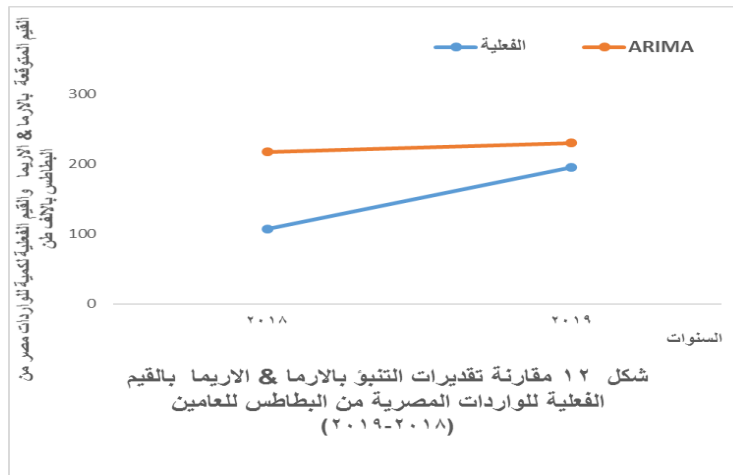 القيم المتوقعة بالارما & الاريما والقيم الفعلية لكمية للواردات مصر من
البطاطس بالالف طن
الفعلية
ARIMA
300
200
100
0
٢٠١٨
٢٠١٩
السنوات
شكل ١٢ مقارنة تقديرات التنبؤ بالارما & الاريما بالقيم
الفعلية للواردات المصرية من البطاطس للعامين
(٢٠١٨-٢٠١٩)